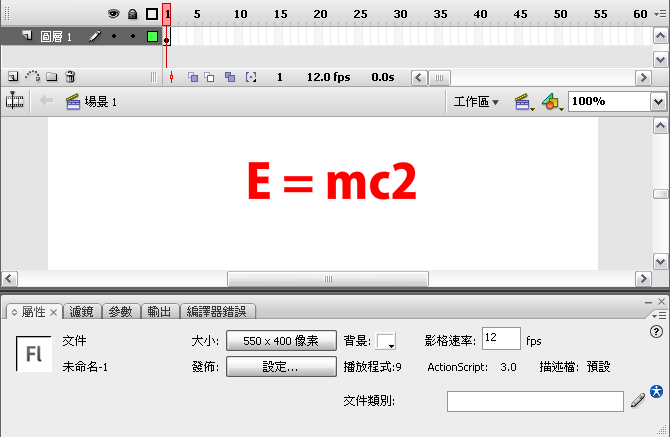 1 5 10 15 20 25 30 35 40 45 50 55 60
圖層 1
1 12.0 fps 0.0s
場景 1 工作區 100%
E = mc2
屬性 × 濾鏡 參數 輸出 編譯器錯誤
Fl 文件 大小: 550 x 400 像素 背景: 影格速率: 12 fps
未命名-1 發佈: 設定... 播放程式:9 ActionScript: 3.0 描述檔: 預設
文件類別: